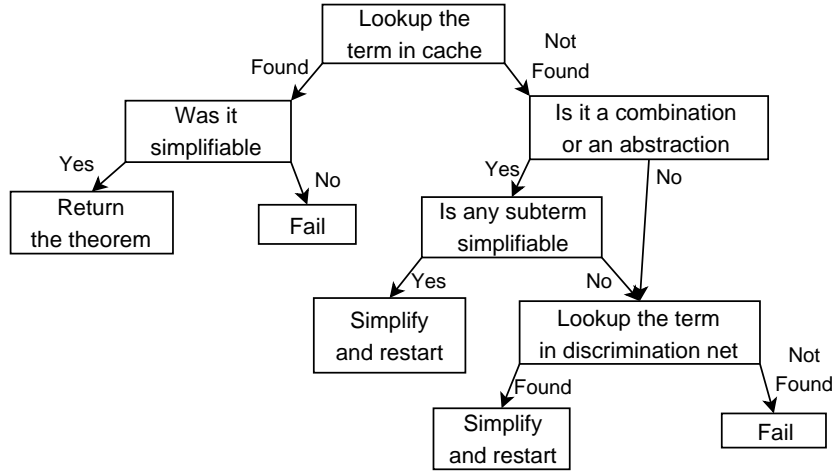 Lookup the
term in cache
Found
Not
Found
Was it
simplifiable
Is it a combination
or an abstraction
Yes
No
Yes
No
Return
the theorem
Fail
Is any subterm
simplifiable
Yes
No
Simplify
and restart
Lookup the term
in discrimination net
Found
Not
Found
Simplify
and restart
Fail